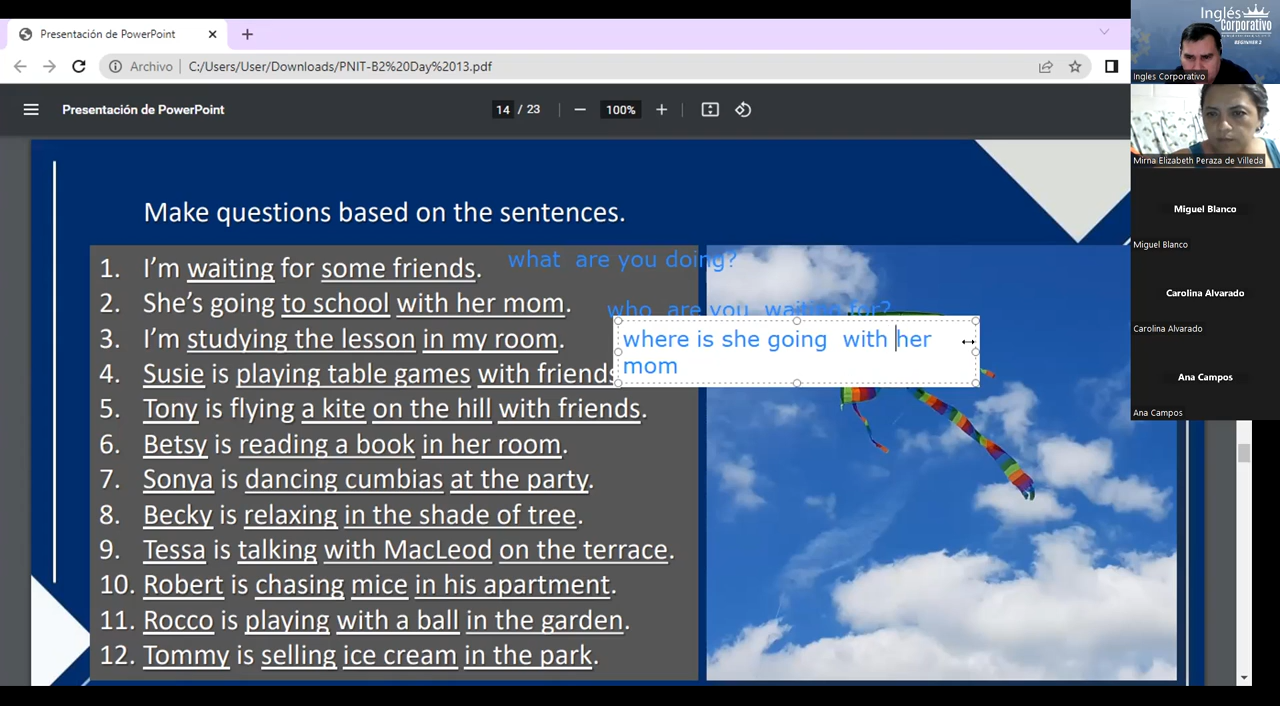 Presentación de PowerPoint
Archivo
C:/Users/User/Downloads/PNIT-B2%20Day%2013.pdf
Presentación de PowerPoint
14 / 23
100%
Make questions based on the sentences.
1. I'm waiting for some friends.
what are you doing?
2. She's going to school with her mom.
who are you waiting for?
3. I'm studying the lesson in my room.
where is she going with her
mom
4. Susie is playing table games with friends
5. Tony is flying a kite on the hill with friends.
6. Betsy is reading a book in her room.
7. Sonya is dancing cumbias at the party.
8. Becky is relaxing in the shade of tree.
9. Tessa is talking with MacLeod on the terrace.
10. Robert is chasing mice in his apartment.
11. Rocco is playing with a ball in the garden.
12. Tommy is selling ice cream in the park.
Inglés
Corporativo
BEGINNER 2
Ingles Corporativo
Mirna Elizabeth Peraza de Villeda
Miguel Blanco
Miguel Blanco
Carolina Alvarado
Carolina Alvarado
Ana Campos
Ana Campos